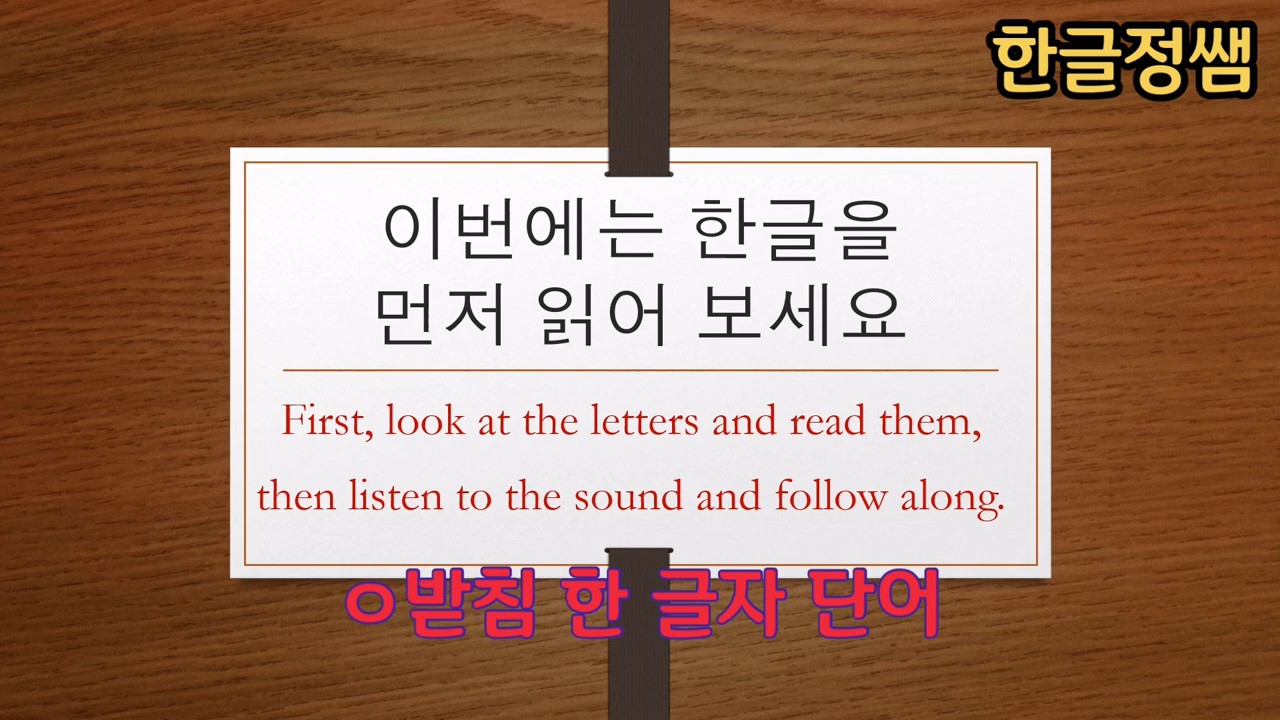 한글정쌤
이번에는 한글을
먼저 읽어 보세요
First, look at the letters and read them,
then listen to the sound and follow along.
ㅇ받침 한 글자 단어